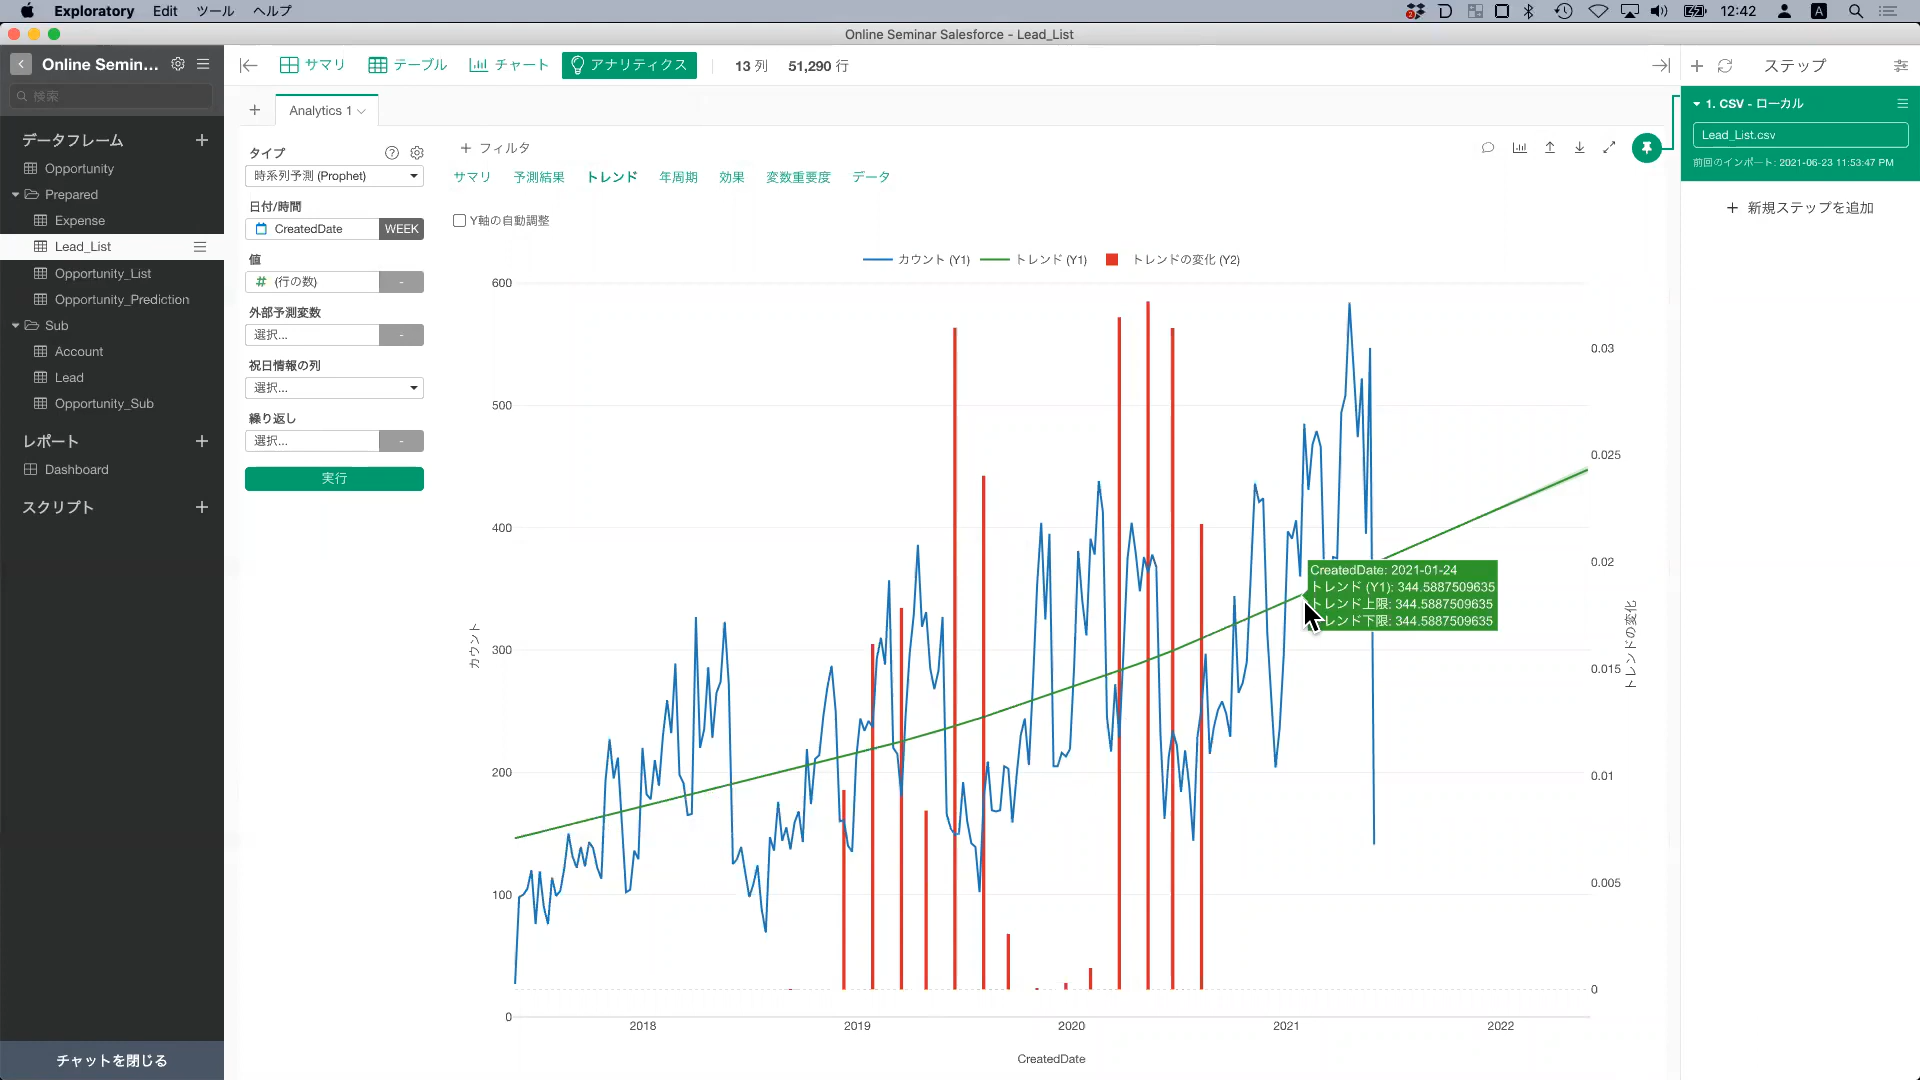 Exploratory Edit ツール ヘルプ
2
12:42
A
Online Seminar Salesforce - Lead_List
Online Semin...
検索
データフレーム
Opportunity
Prepared
Expense
Lead_List
Opportunity_List
Opportunity_Prediction
Sub
Account
Lead
Opportunity_Sub
レポート
Dashboard
スクリプト
チャットを閉じる
サマリ テーブル チャート アナリティクス 13 列 51,290 行
Analytics 1
タイプ
時系列予測 (Prophet)
日付/時間
CreatedDate WEEK
値
# (行の数) -
外部予測変数
選択... -
祝日情報の列
選択...
繰り返し
選択... -
実行
フィルタ
サマリ 予測結果 トレンド 年周期 効果 変数重要度 データ
Y軸の自動調整
カウント (Y1) トレンド (Y1) トレンドの変化 (Y2)
600
500
400
300
200
100
0
カウント
0.03
0.025
0.02
0.015
0.01
0.005
0
トレンドの変化
CreatedDate: 2021-01-24
トレンド (Y1): 344.5887509635
トレンド上限: 344.5887509635
トレンド下限: 344.5887509635
2018 2019 2020 2021 2022
CreatedDate
ステップ
1. CSV - ローカル
Lead_List.csv
前回のインポート: 2021-06-23 11:53:47 PM
新規ステップを追加